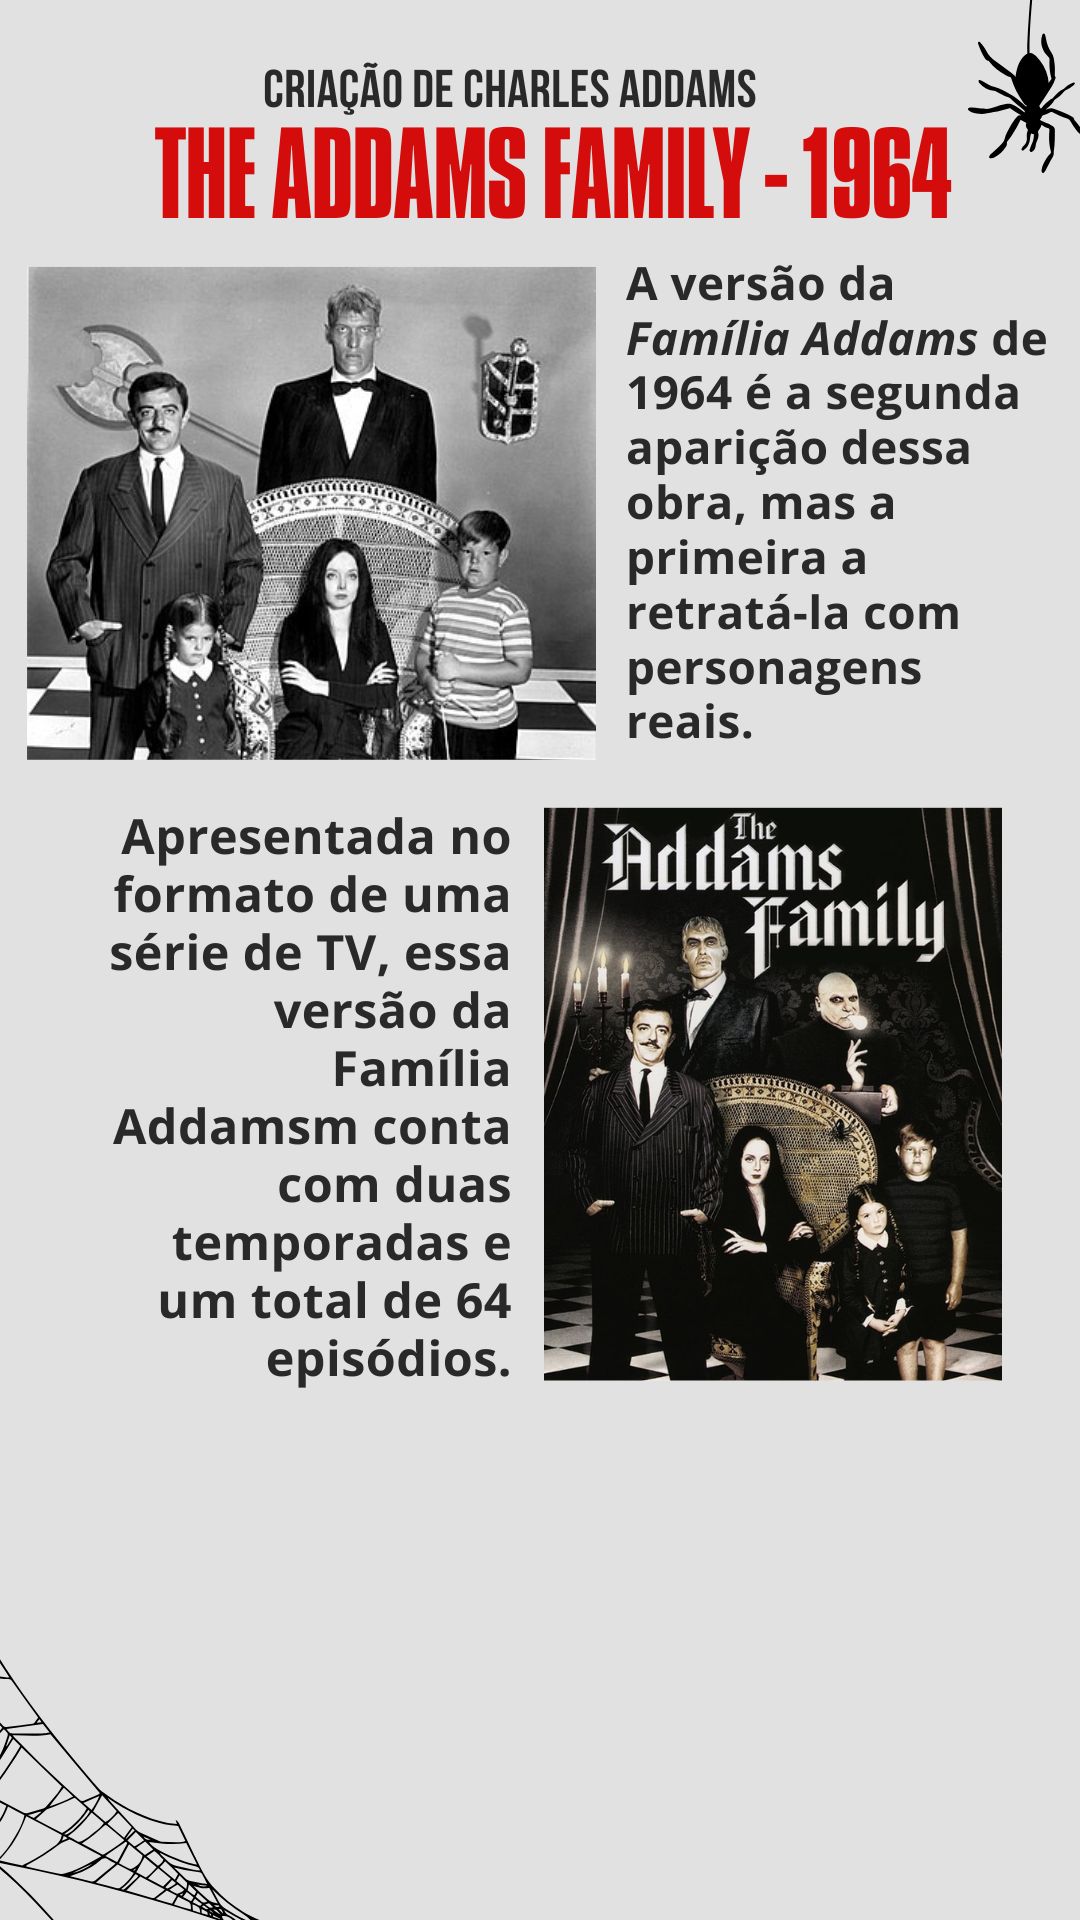 CRIAÇÃO DE CHARLES ADDAMS
THE ADDAMS FAMILY - 1964
A versão da
Família Addams de
1964 é a segunda
aparição dessa
obra, mas a
primeira a
retratá-la com
personagens
reais.
Apresentada no
formato de uma
série de TV, essa
versão da
Família
Addamsm conta
com duas
temporadas e
um total de 64
episódios.
The
Addams
Family